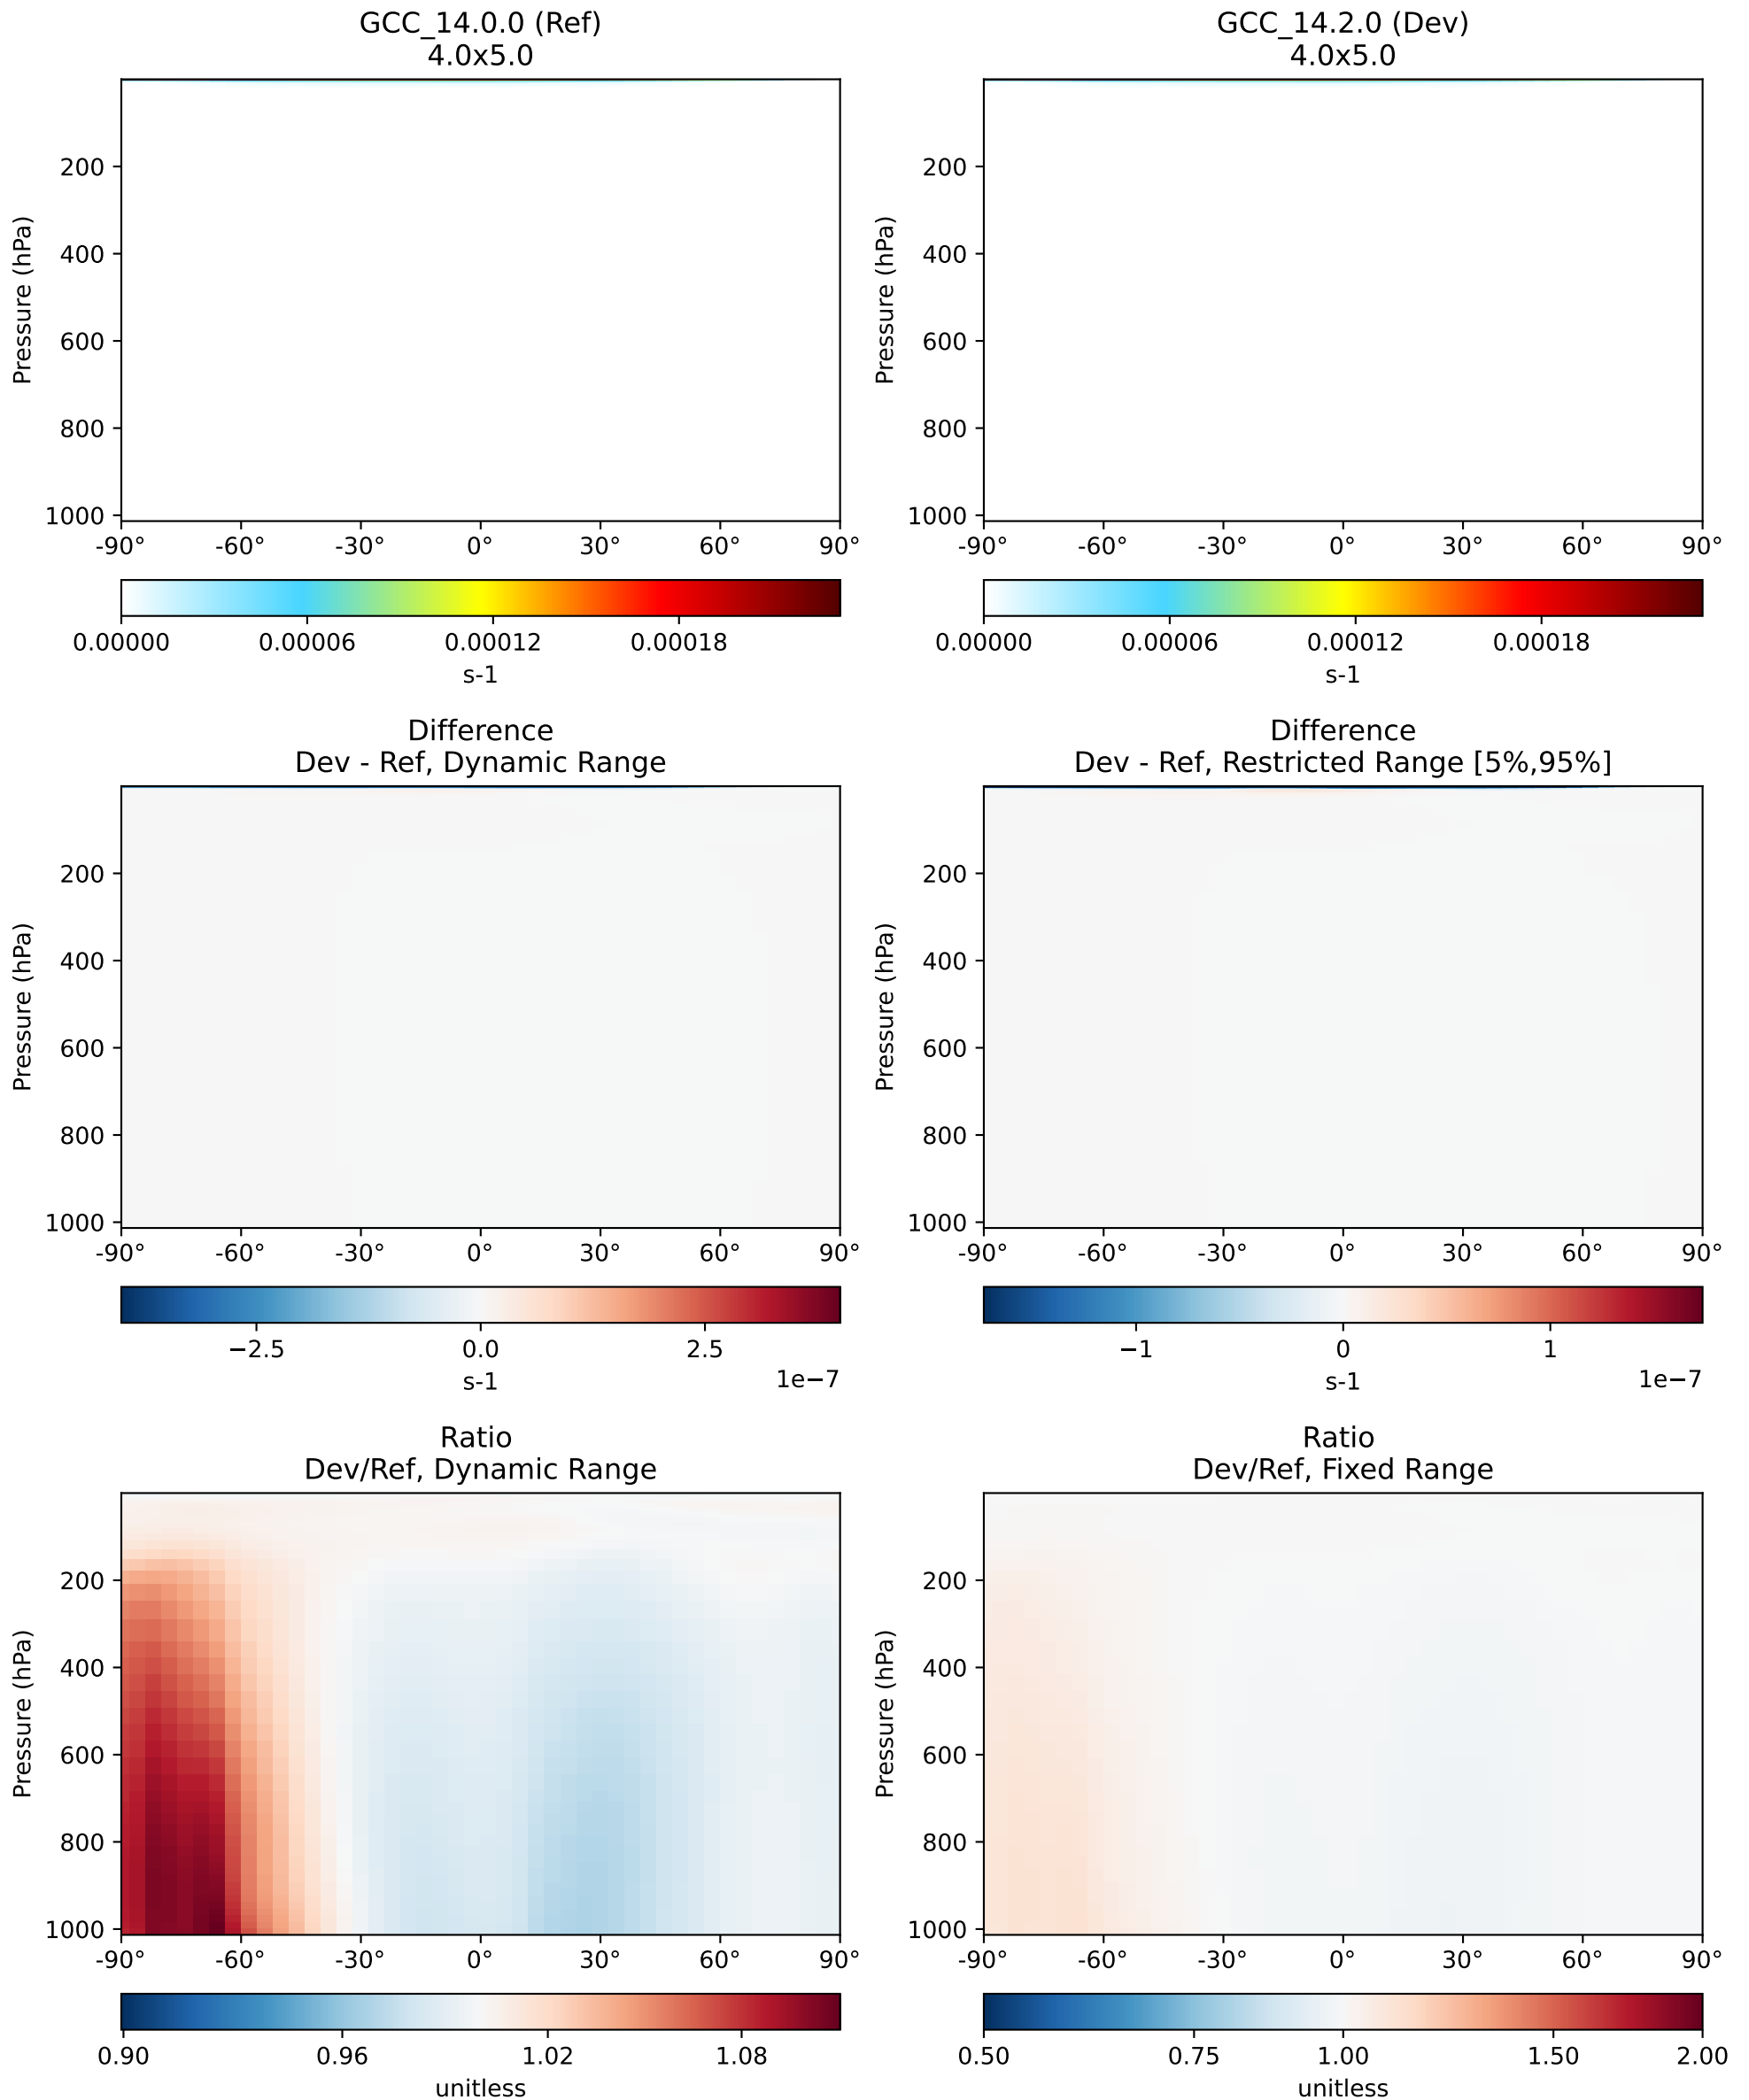 GCC_14.0.0 (Ref)
4.0x5.0
Pressure (hPa)
200
400
600
800
1000
-90° -60° -30° 0° 30° 60° 90°
0.00000 0.00006 0.00012 0.00018
s-1
GCC_14.2.0 (Dev)
4.0x5.0
Pressure (hPa)
200
400
600
800
1000
-90° -60° -30° 0° 30° 60° 90°
0.00000 0.00006 0.00012 0.00018
s-1
Difference
Dev - Ref, Dynamic Range
Pressure (hPa)
200
400
600
800
1000
-90° -60° -30° 0° 30° 60° 90°
−2.5 0.0 2.5
s-1 1e−7
Difference
Dev - Ref, Restricted Range [5%,95%]
Pressure (hPa)
200
400
600
800
1000
-90° -60° -30° 0° 30° 60° 90°
−1 0 1
s-1 1e−7
Ratio
Dev/Ref, Dynamic Range
Pressure (hPa)
200
400
600
800
1000
-90° -60° -30° 0° 30° 60° 90°
0.90 0.96 1.02 1.08
unitless
Ratio
Dev/Ref, Fixed Range
Pressure (hPa)
200
400
600
800
1000
-90° -60° -30° 0° 30° 60° 90°
0.50 0.75 1.00 1.50 2.00
unitless